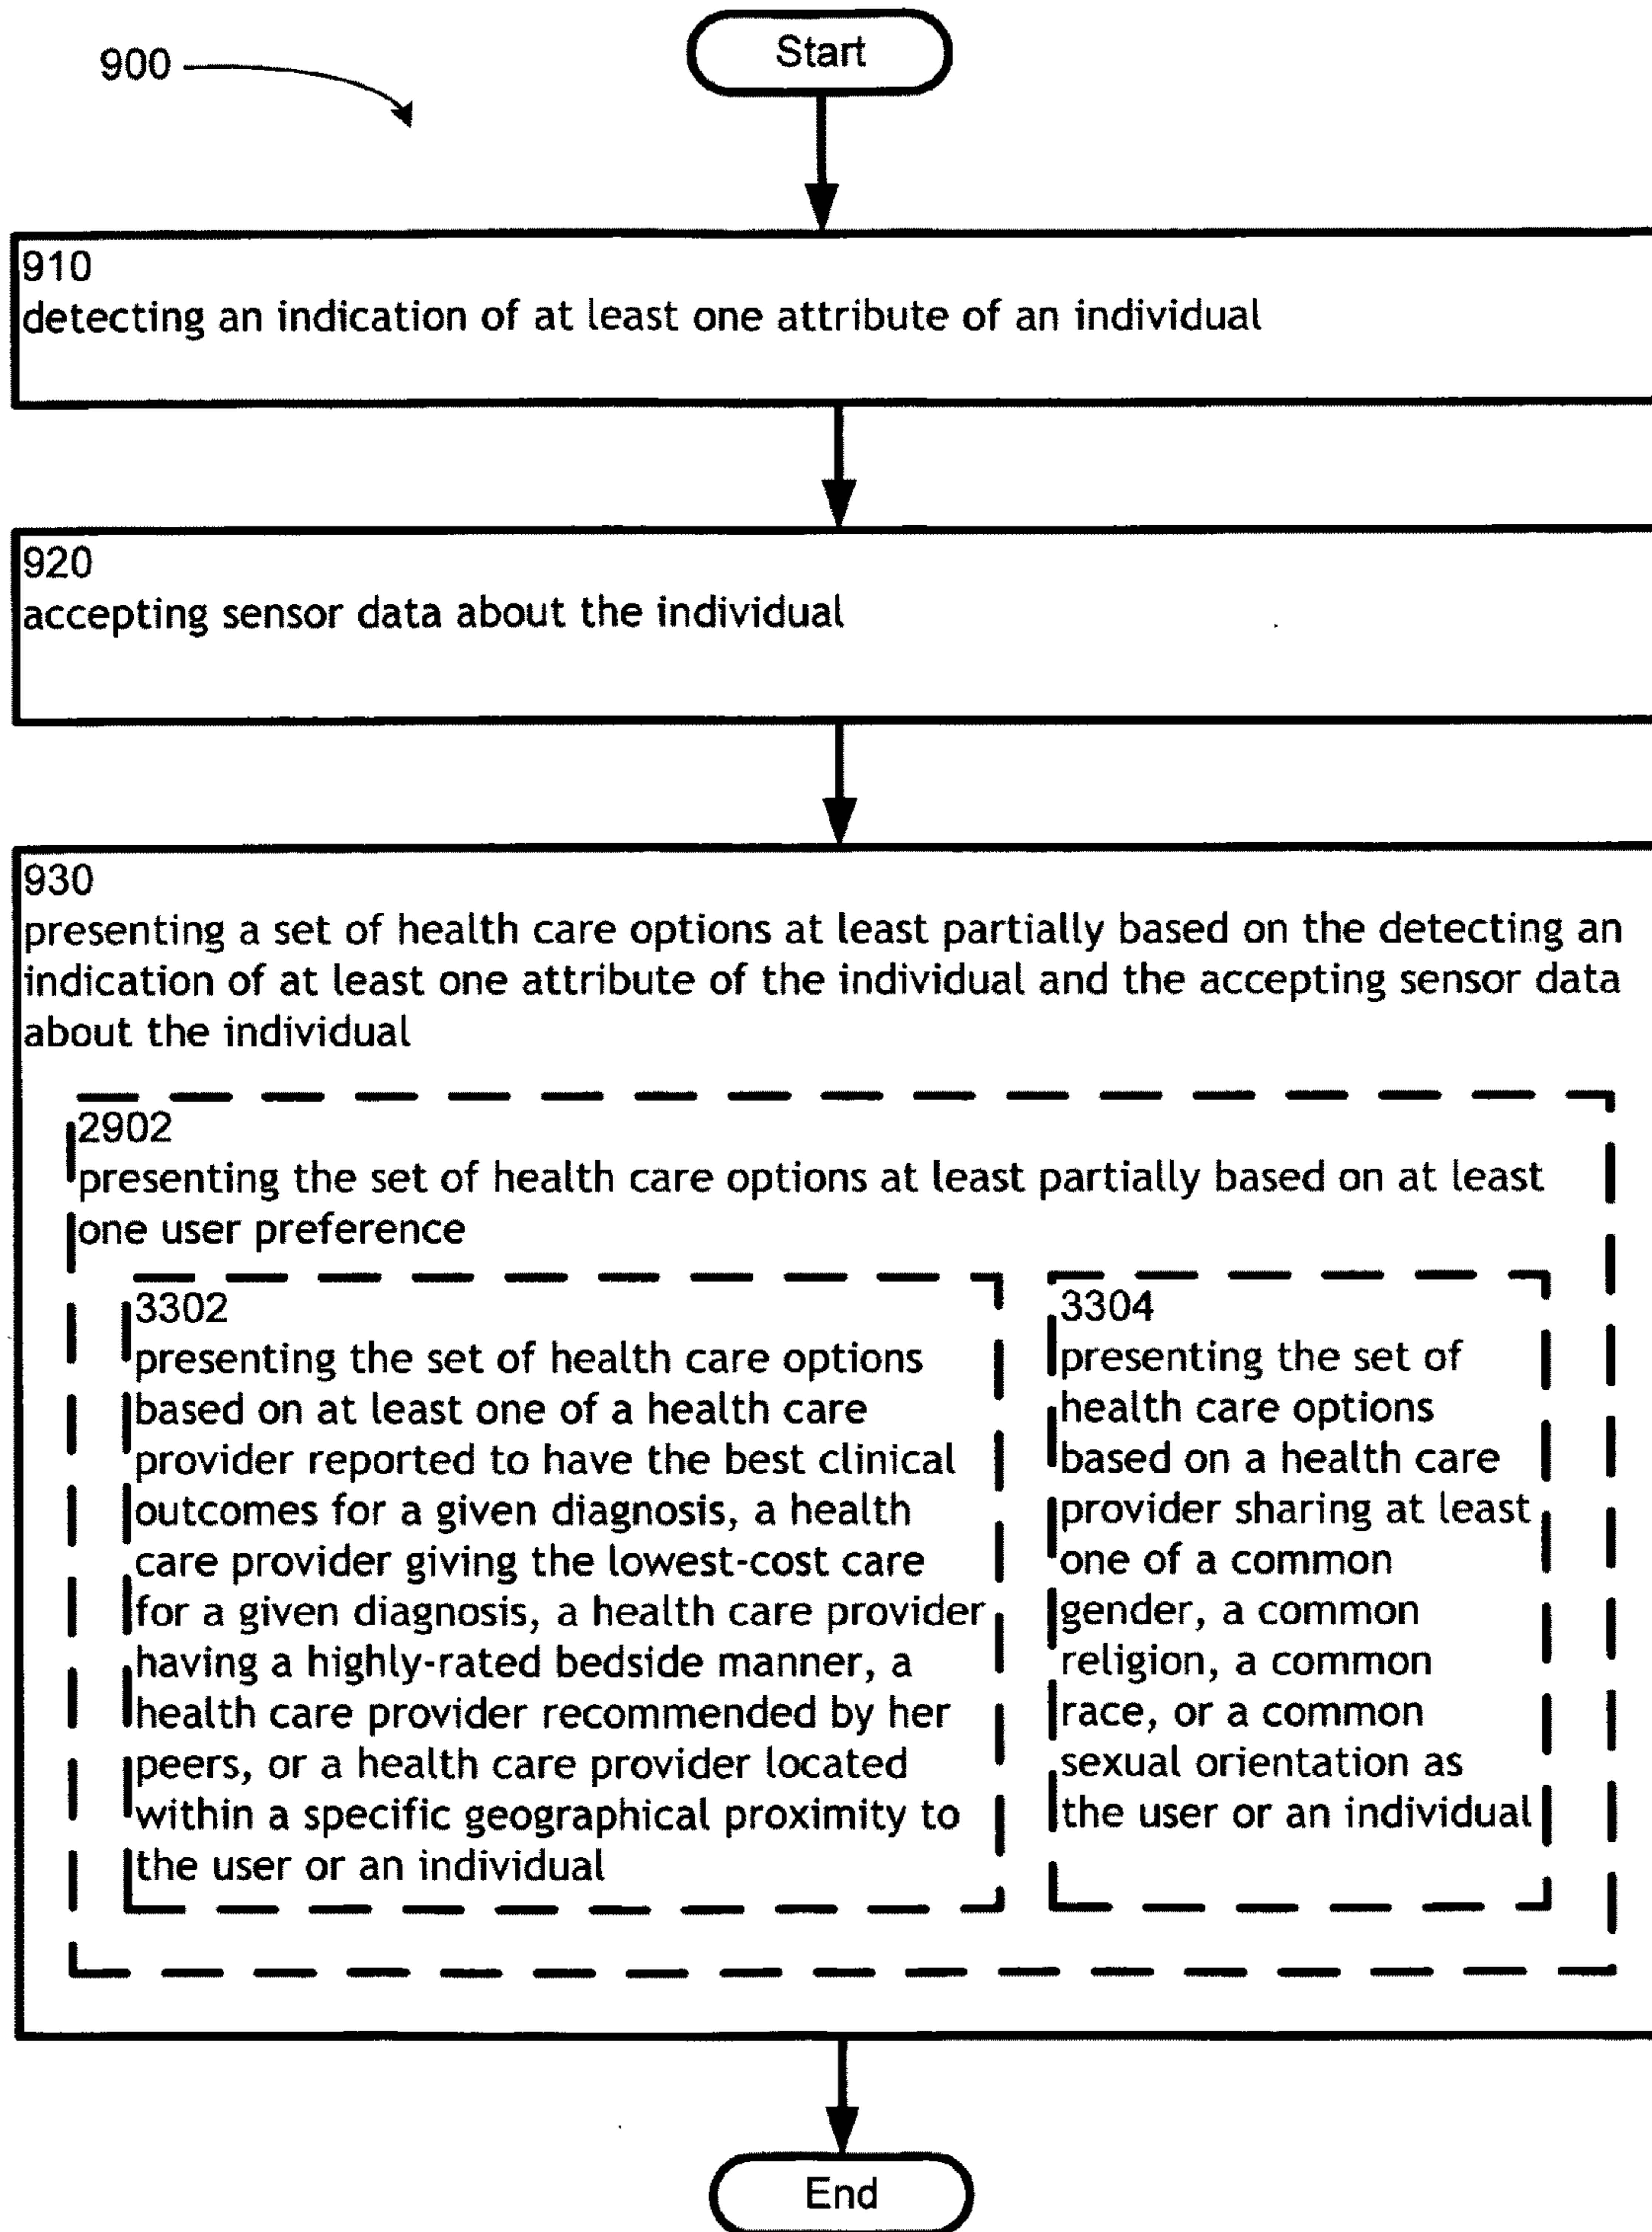 Start
900
910
detecting an indication of at least one attribute of an individual
920
accepting sensor data about the individual
930
presenting a set of health care options at least partially based on the detecting an
indication of at least one attribute of the individual and the accepting sensor data
about the individual
2902
presenting the set of health care options at least partially based on at least
one user preference
3302
presenting the set of health care options
based on at least one of a health care
provider reported to have the best clinical
outcomes for a given diagnosis, a health
care provider giving the lowest-cost care
for a given diagnosis, a health care provider
having a highly-rated bedside manner, a
health care provider recommended by her
peers, or a health care provider located
within a specific geographical proximity to
the user or an individual
3304
presenting the set of
health care options
based on a health care
provider sharing at least
one of a common
gender, a common
religion, a common
race, or a common
sexual orientation as
the user or an individual
End